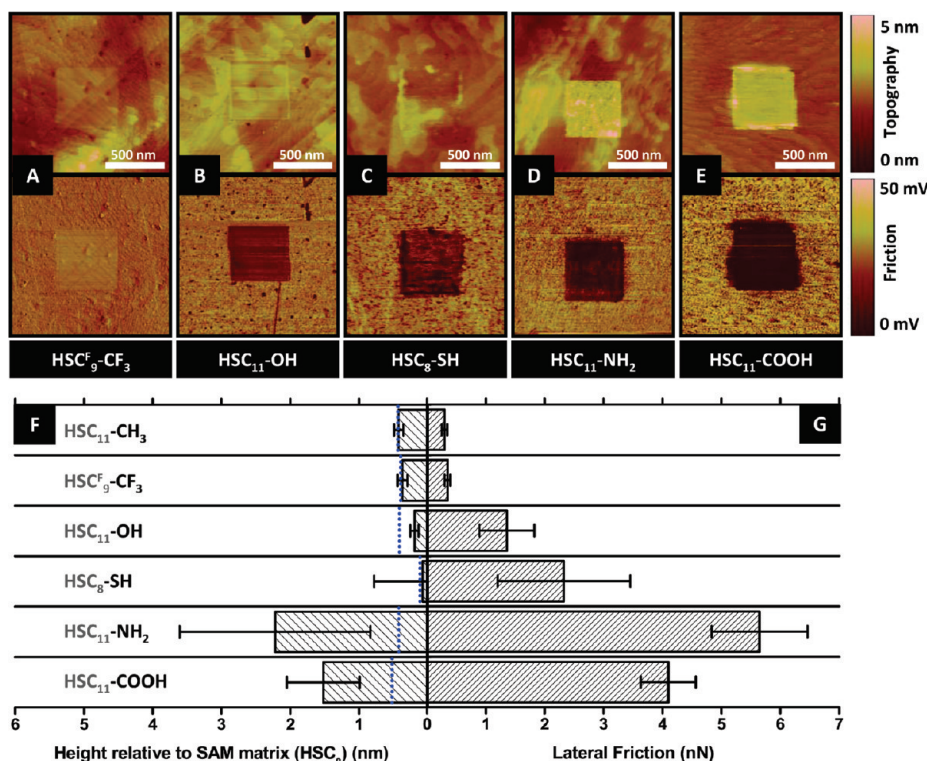 5 nm
Topography
0 nm
500 nm
500 nm
500 nm
500 nm
500 nm
A
B
C
D
E
50 mV
Friction
0 mV
HSCᶠ₉-CF₃
HSC₁₁-OH
HSC₈-SH
HSC₁₁-NH₂
HSC₁₁-COOH
F
G
HSC₁₁-CH₃
HSCᶠ₉-CF₃
HSC₁₁-OH
HSC₈-SH
HSC₁₁-NH₂
HSC₁₁-COOH
6 5 4 3 2 1 0 1 2 3 4 5 6 7
Height relative to SAM matrix (HSCₙ) (nm)
Lateral Friction (nN)